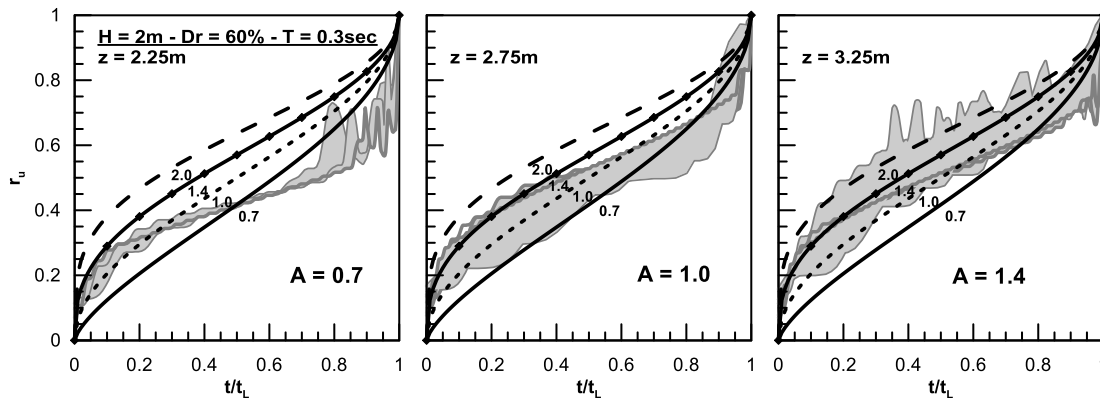 H = 2m - Dr = 60% - T = 0.3sec
z = 2.25m
z = 2.75m
z = 3.25m
1
0.8
0.6
0.4
0.2
0
r_u
2.0
1.4
1.0
0.7
2.0
1.4
1.0
0.7
2.0
1.4
1.0
0.7
A = 0.7
A = 1.0
A = 1.4
0 0.2 0.4 0.6 0.8 1
0 0.2 0.4 0.6 0.8 1
0 0.2 0.4 0.6 0.8 1
t/t_L
t/t_L
t/t_L